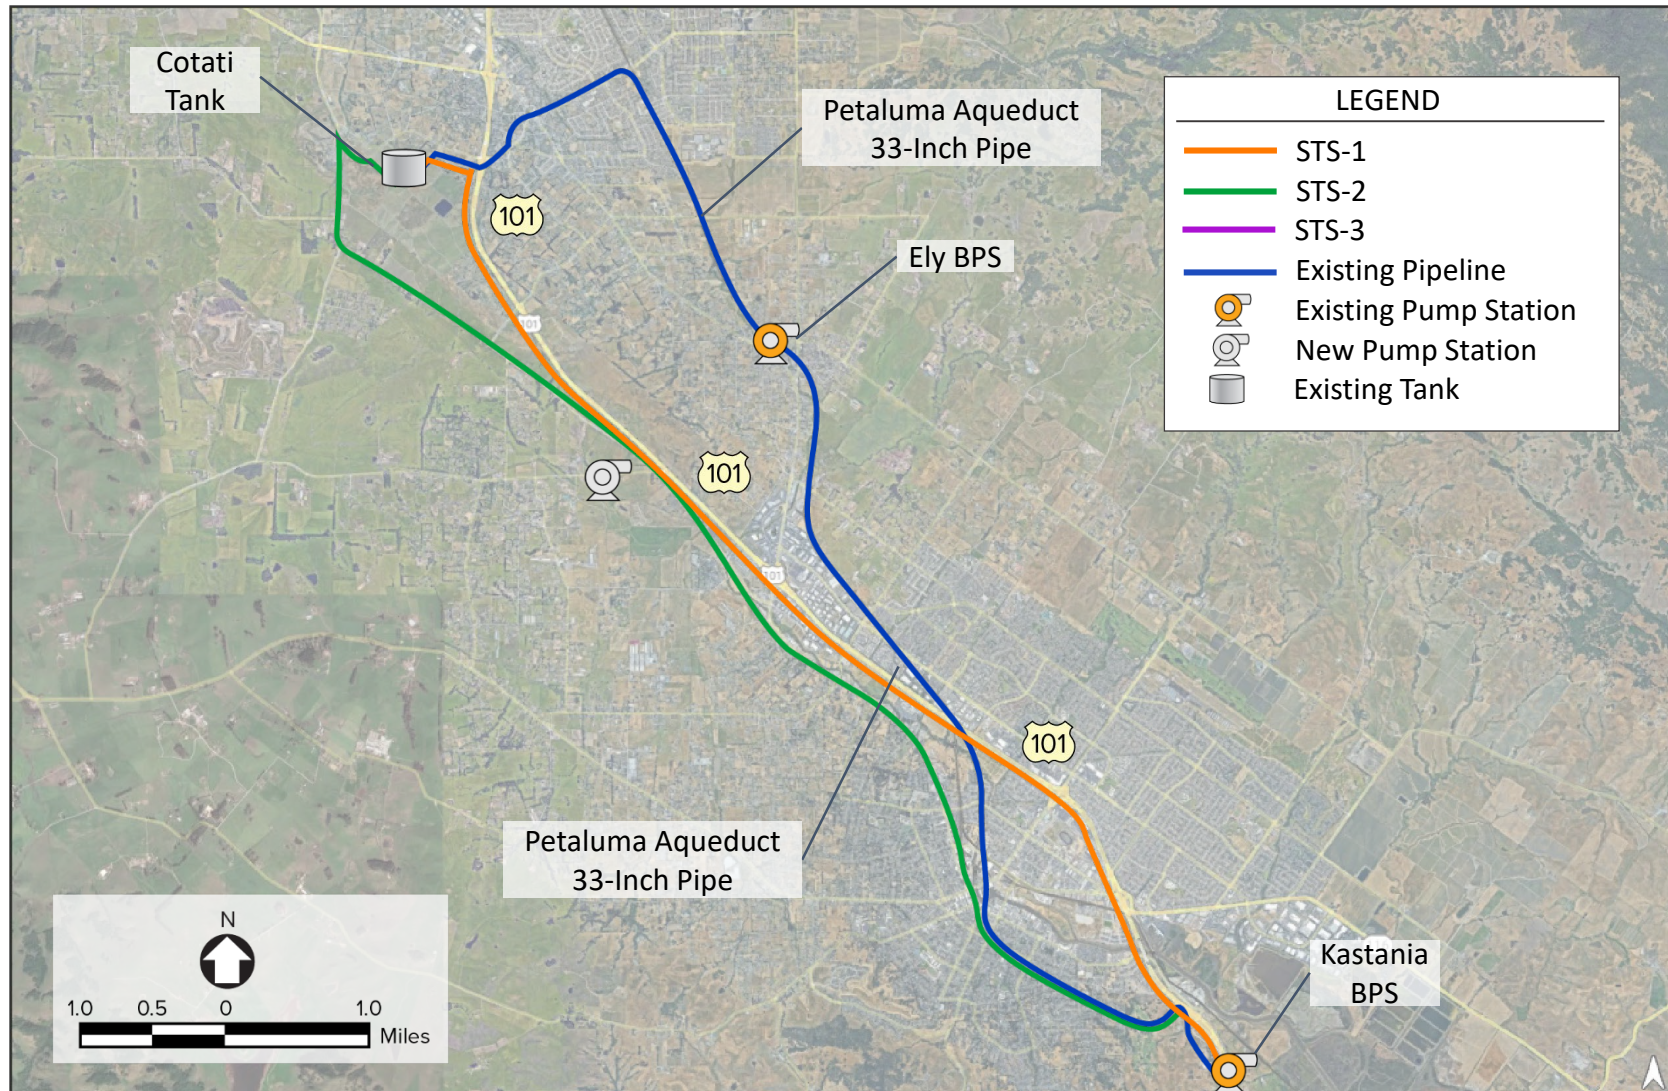 Cotati
Tank
Petaluma Aqueduct
33-Inch Pipe
LEGEND
STS-1
STS-2
STS-3
Existing Pipeline
Existing Pump Station
New Pump Station
Existing Tank
101
Ely BPS
101
101
101
101
Petaluma Aqueduct
33-Inch Pipe
Kastania
BPS
N
1.0 0.5 0 1.0
Miles